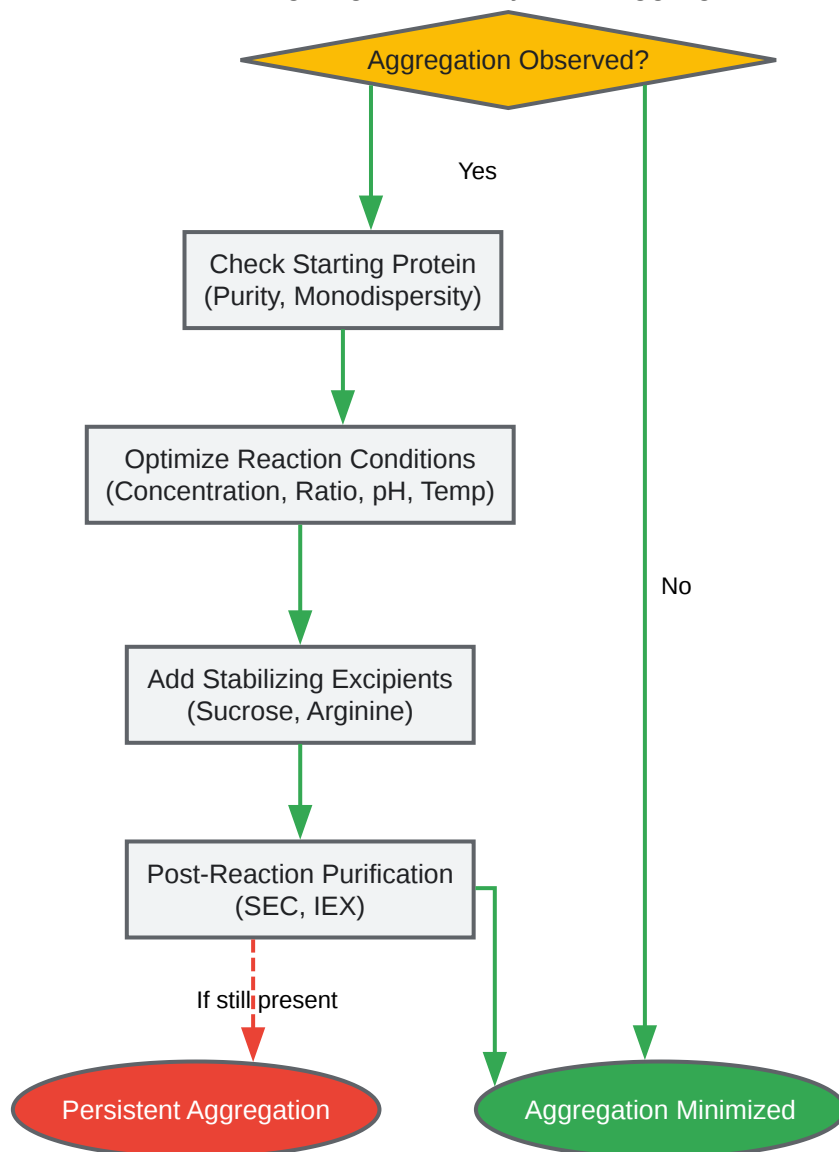 Aggregation Observed?
Yes
Check Starting Protein
(Purity, Monodispersity)
Optimize Reaction Conditions
(Concentration, Ratio, pH, Temp)
No
Add Stabilizing Excipients
(Sucrose, Arginine)
Post-Reaction Purification
(SEC, IEX)
If still present
Persistent Aggregation
Aggregation Minimized